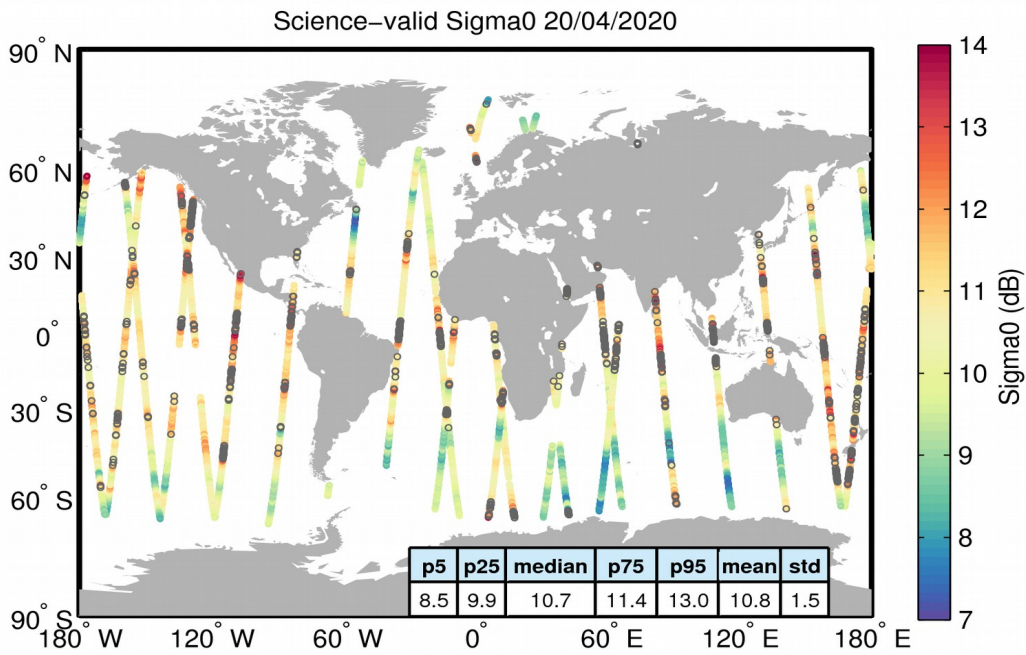 Science−valid Sigma0 20/04/2020
90° N
60° N
30° N
0°
30° S
60° S
90° S
180° W
120° W
60° W
0°
60° E
120° E
180° E
p5 p25 median p75 p95 mean std
8.5 9.9 10.7 11.4 13.0 10.8 1.5
14
13
12
11
10
9
8
7
Sigma0 (dB)